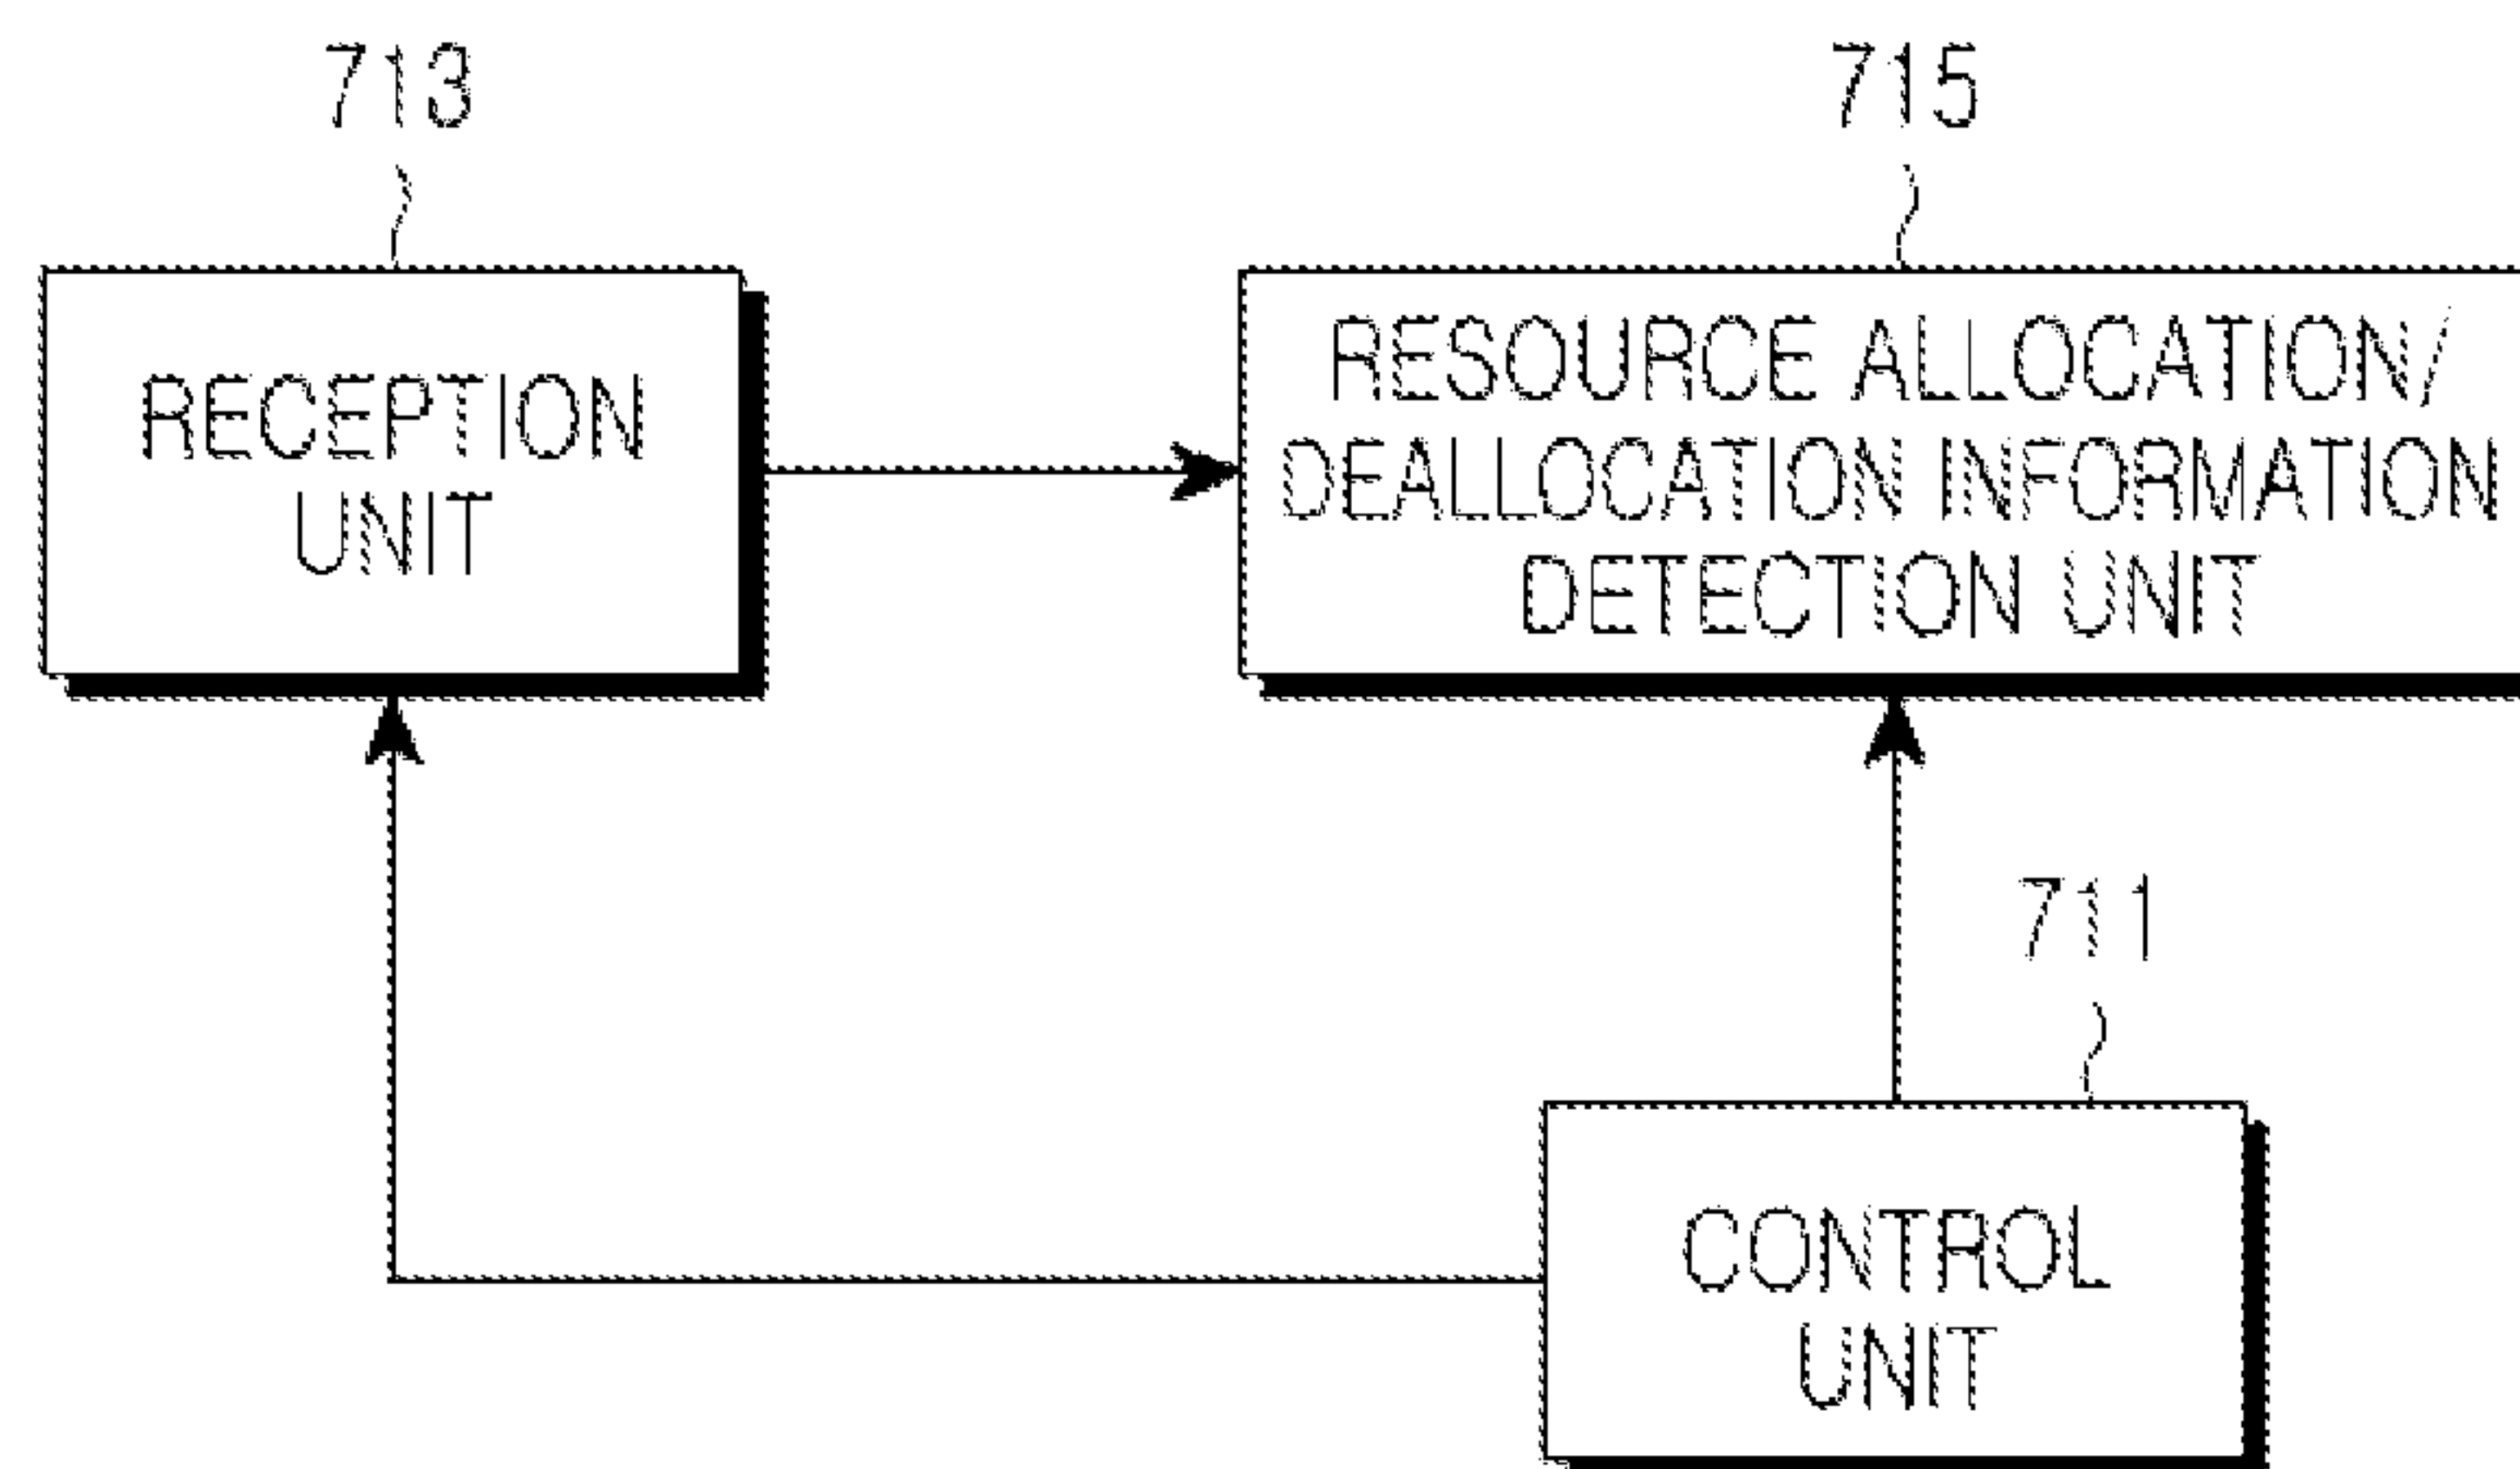 713
715
RECEPTION
UNIT
RESOURCE ALLOCATION/
DEALLOCATION INFORMATION
DETECTION UNIT
711
CONTROL
UNIT